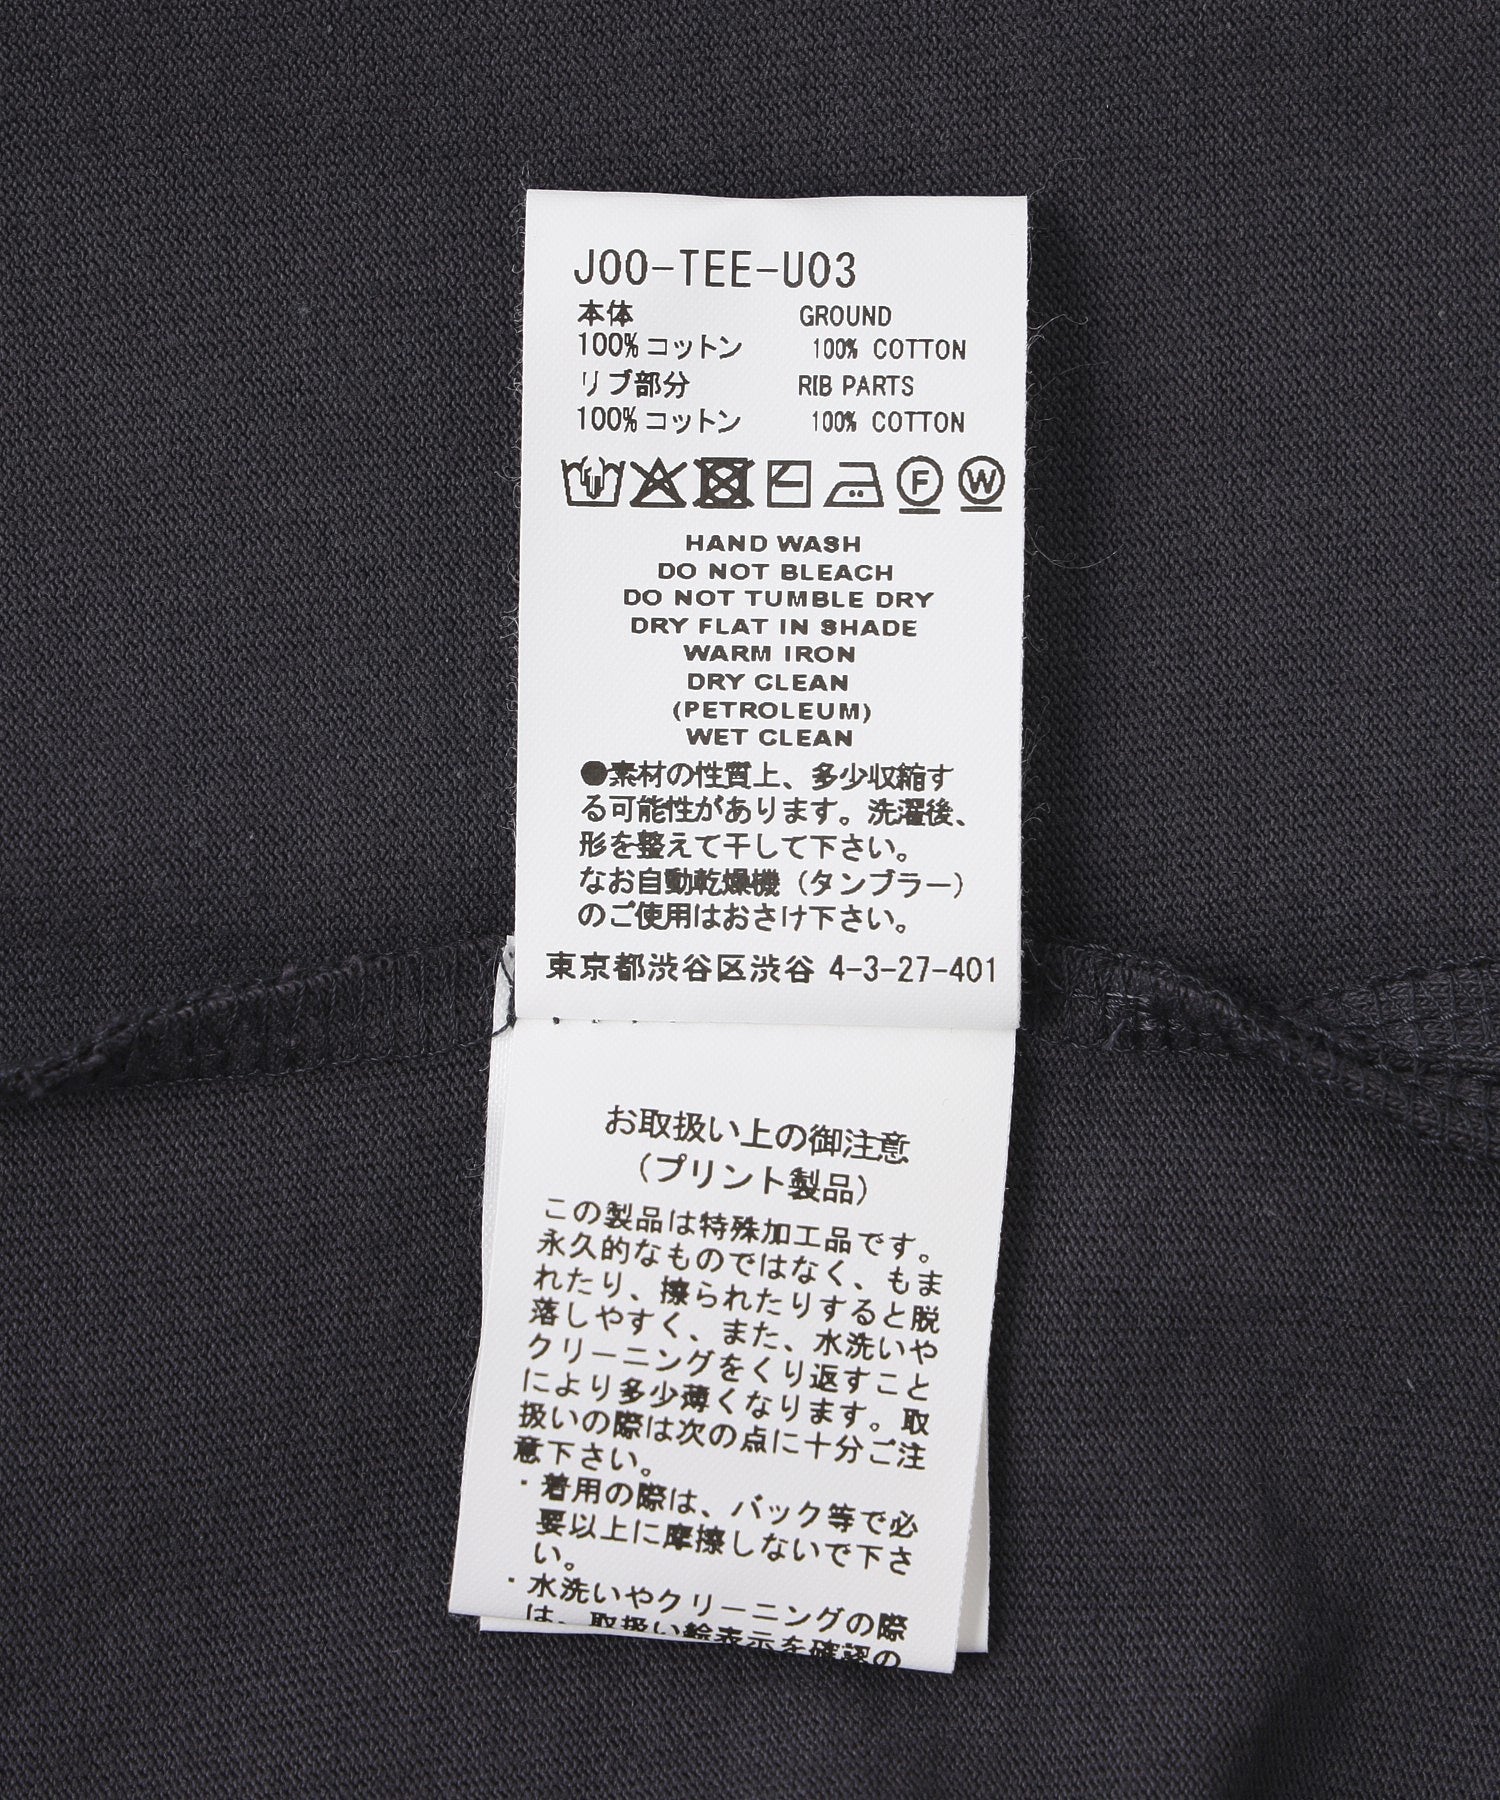 J00-TEE-U03
本体 GROUND
100%コットン 100% COTTON
リブ部分 RIB PARTS
100%コットン 100% COTTON
F W
HAND WASH
DO NOT BLEACH
DO NOT TUMBLE DRY
DRY FLAT IN SHADE
WARM IRON
DRY CLEAN
(PETROLEUM)
WET CLEAN
●素材の性質上、多少収縮す
る可能性があります。洗濯後、
形を整えて干して下さい。
なお自動乾燥機（タンブラー）
のご使用はおさけ下さい。
東京都渋谷区渋谷 4-3-27-401
お取扱い上の御注意
（プリント製品）
この製品は特殊加工品です。
永久的なものではなく、もま
れたり、擦られたりすると脱
落しやすく、また、水洗いや
クリーニングをくり返すこと
により多少薄くなります。取
扱いの際は次の点に十分ご注
意下さい。
・着用の際は、バック等で必
要以上に摩擦しないで下さ
い。
・水洗いやクリーニングの際
は、取扱い絵表示を確認の